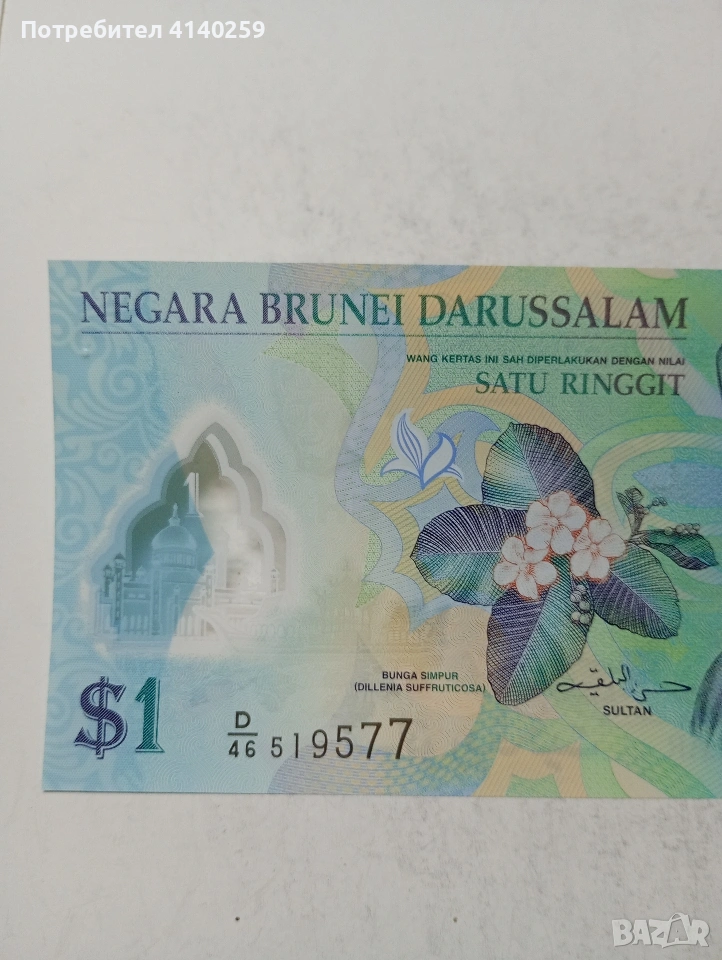 Потребител 4140259
NEGARA BRUNEI DARUSSALAM
WANG KERTAS INI SAH DIPERLAKUKAN DENGAN NILAI
SATU RINGGIT
1
BUNGA SIMPUR
(DILLENIA SUFFRUTICOSA)
SULTAN
$1
D/46 519577
BAZAR